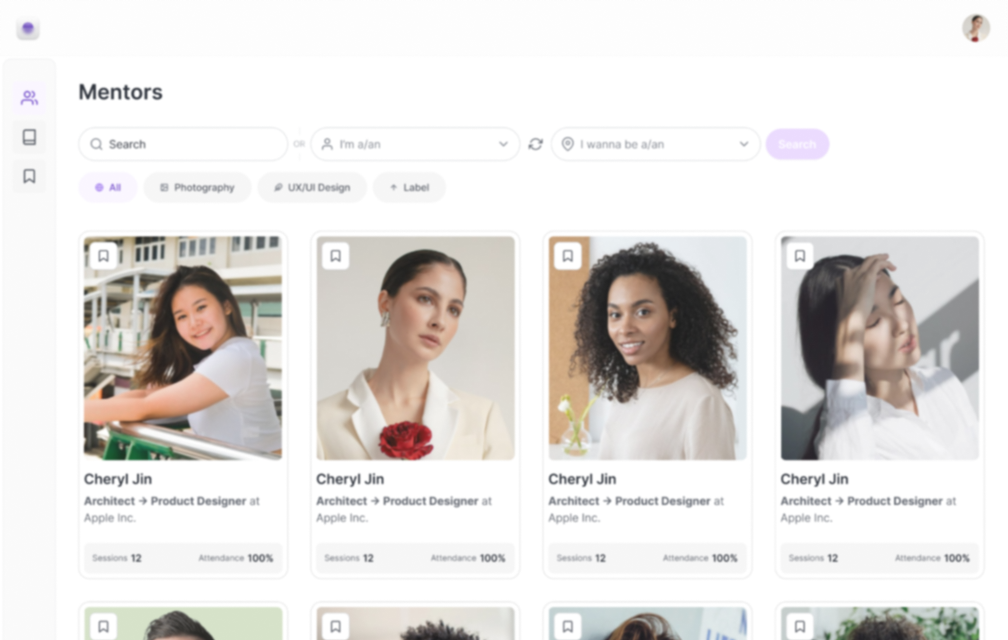 Mentors
Search
OR
I'm a/an
I wanna be a/an
Search
All
Photography
UX/UI Design
Label
Cheryl Jin
Architect → Product Designer at
Apple Inc.
Sessions 12
Attendance 100%
Cheryl Jin
Architect → Product Designer at
Apple Inc.
Sessions 12
Attendance 100%
Cheryl Jin
Architect → Product Designer at
Apple Inc.
Sessions 12
Attendance 100%
Cheryl Jin
Architect → Product Designer at
Apple Inc.
Sessions 12
Attendance 100%